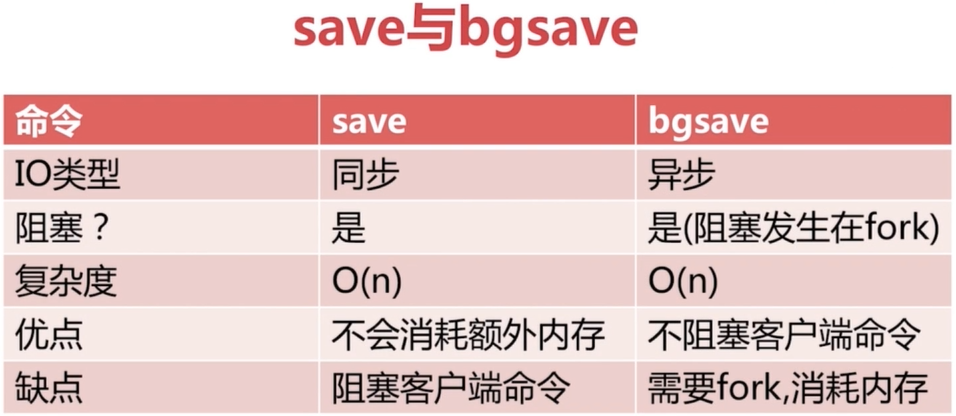 save与bgsave
命令 save bgsave
IO类型 同步 异步
阻塞？ 是 是(阻塞发生在fork)
复杂度 O(n) O(n)
优点 不会消耗额外内存 不阻塞客户端命令
缺点 阻塞客户端命令 需要fork,消耗内存